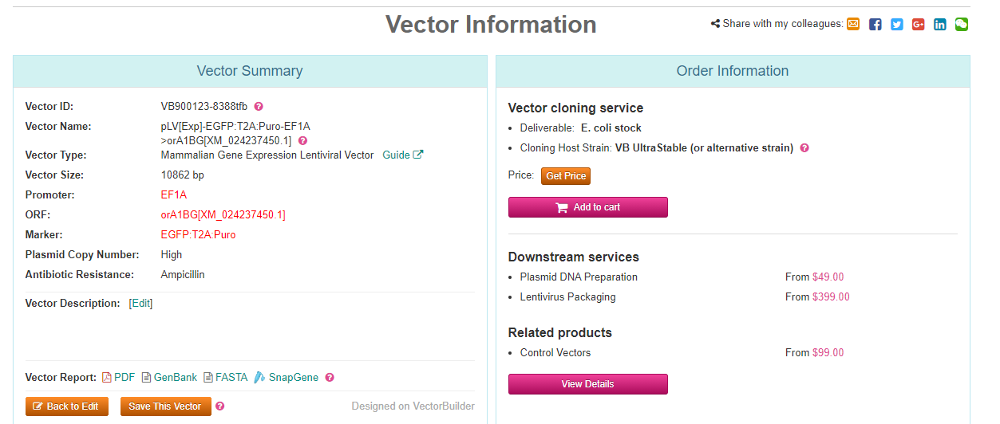 Vector Information
Share with my colleagues:
Vector Summary
Vector ID: VB900123-8388tfb
Vector Name: pLV[Exp]-EGFP:T2A:Puro-EF1A
>orA1BG[XM_024237450.1]
Vector Type: Mammalian Gene Expression Lentiviral Vector Guide
Vector Size: 10862 bp
Promoter: EF1A
ORF: orA1BG[XM_024237450.1]
Marker: EGFP:T2A:Puro
Plasmid Copy Number: High
Antibiotic Resistance: Ampicillin
Vector Description: [Edit]
Vector Report: PDF GenBank FASTA SnapGene
Back to Edit Save This Vector Designed on VectorBuilder
Order Information
Vector cloning service
• Deliverable: E. coli stock
• Cloning Host Strain: VB UltraStable (or alternative strain)
Price: Get Price
Add to cart
Downstream services
• Plasmid DNA Preparation From $49.00
• Lentivirus Packaging From $399.00
Related products
• Control Vectors From $99.00
View Details